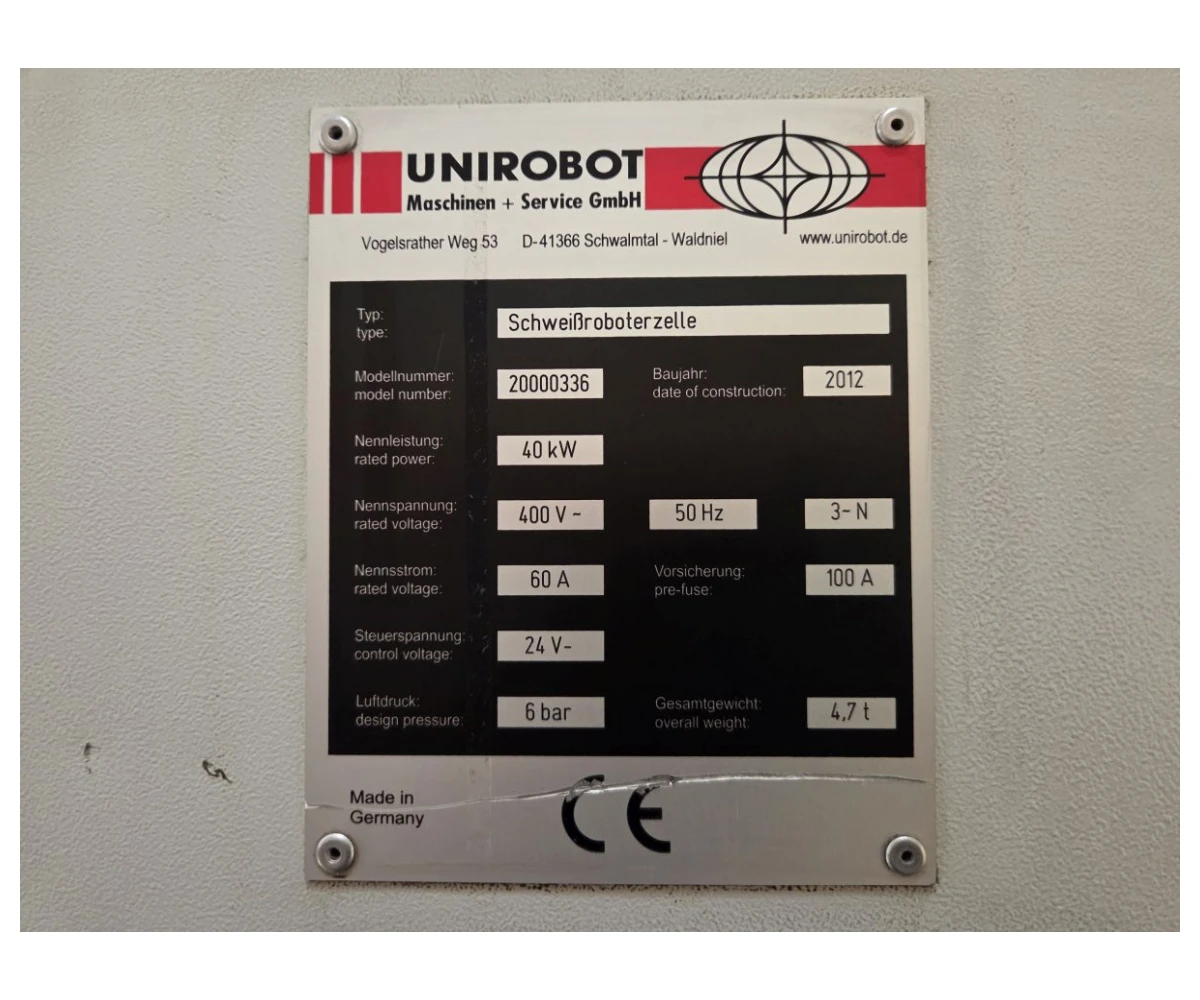 UNIROBOT
Maschinen + Service GmbH
Vogelsrather Weg 53 D-41366 Schwalmtal - Waldniel www.unirobot.de
Typ:
type:
Schweißroboterzelle
Modellnummer:
model number:
20000336
Baujahr:
date of construction:
2012
Nennleistung:
rated power:
40 kW
Nennspannung:
rated voltage:
400 V ~
50 Hz
3~ N
Nennsstrom:
rated voltage:
60 A
Vorsicherung:
pre-fuse:
100 A
Steuerspannung:
control voltage:
24 V-
Luftdruck:
design pressure:
6 bar
Gesamtgewicht:
overall weight:
4,7 t
Made in
Germany
CE